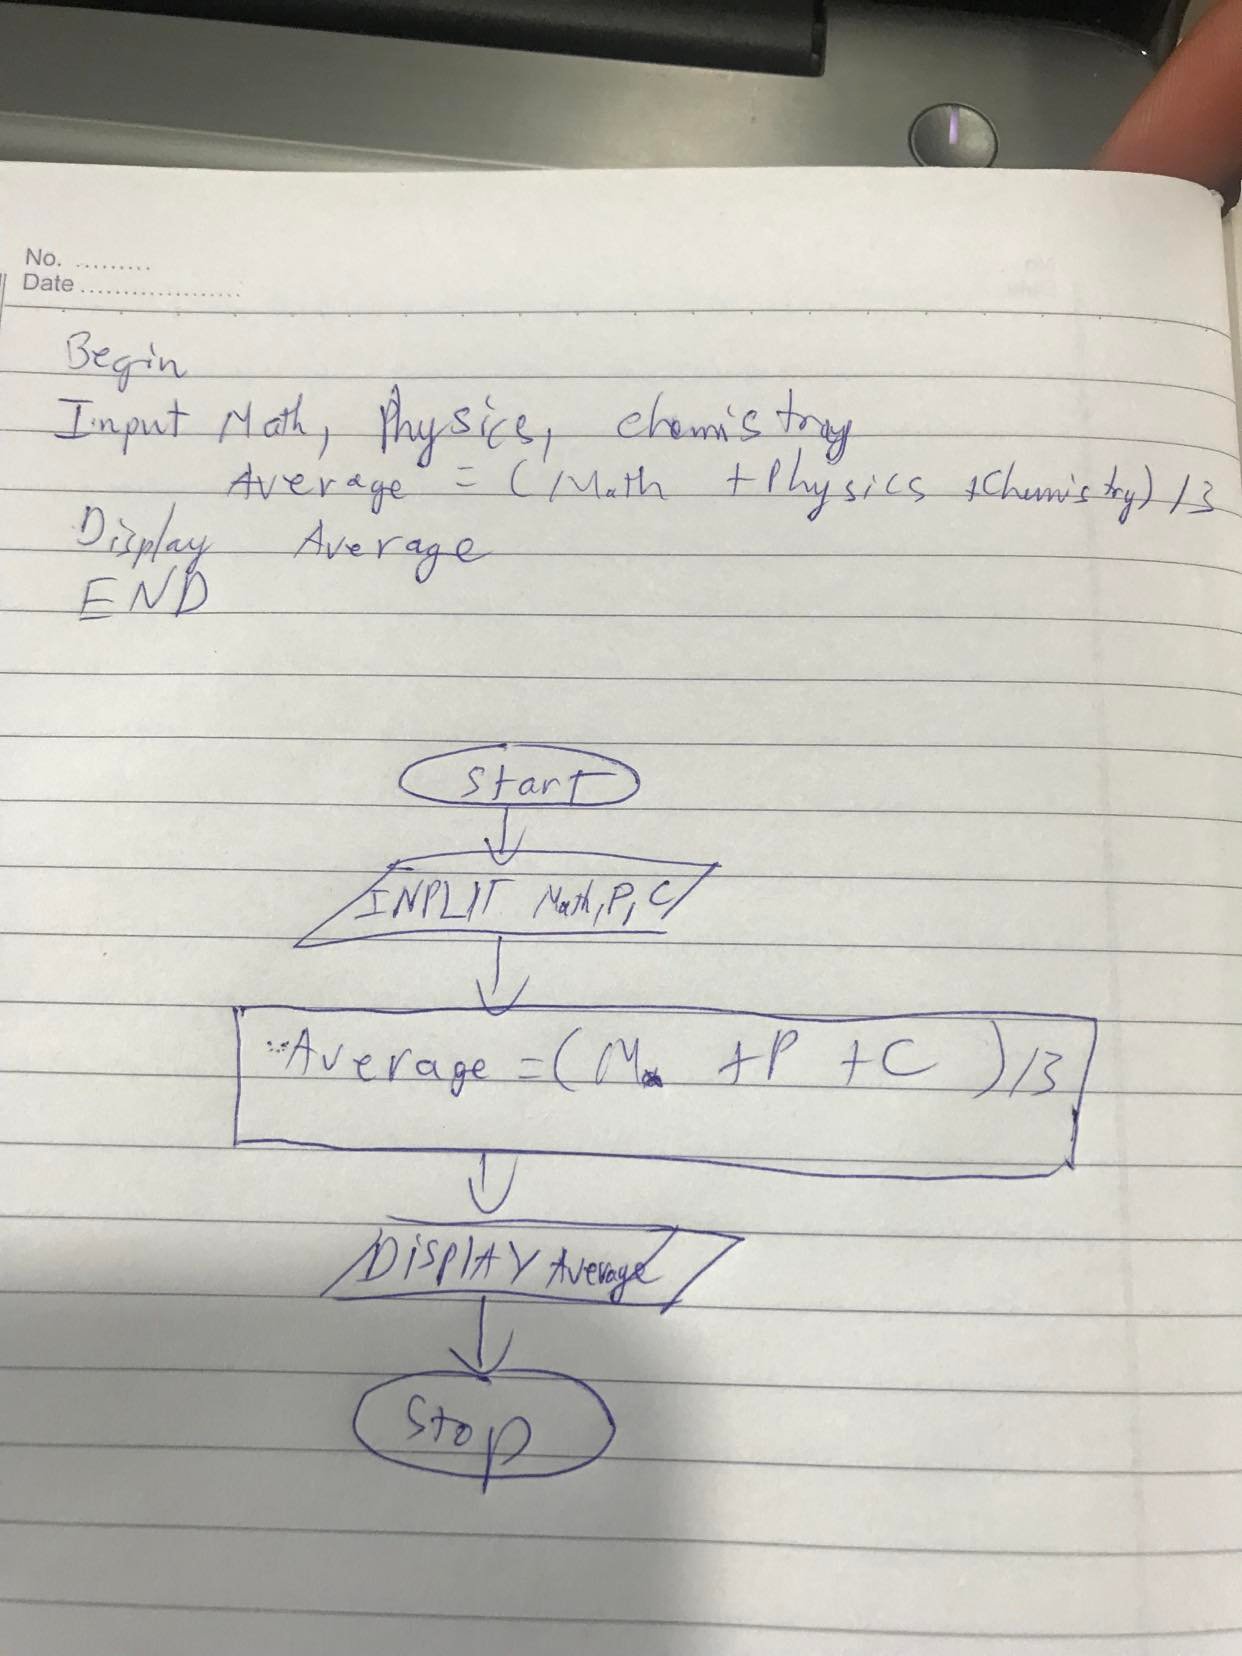 No. .........
Date ...................
Begin
Input Math, Physics, chemistry
Average = (Math + Physics + Chemistry) /3
Display Average
END
Start
INPUT Math, P, C
Average = ( M + P + C ) /3
DISPLAY Average
Stop